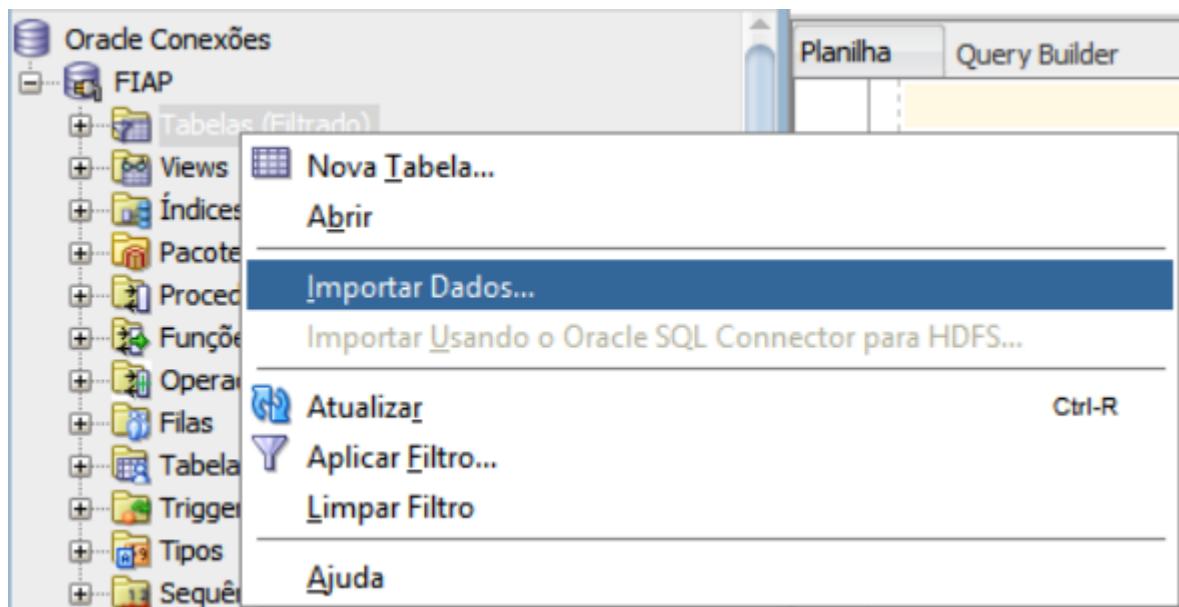 Oracle Conexões
FIAP
Tabelas (Filtrado)
Views
Índices
Pacote
Proced
Funçõe
Opera
Filas
Tabela
Trigger
Tipos
Sequên
Planilha
Query Builder
Nova Tabela...
Abrir
Importar Dados...
Importar Usando o Oracle SQL Connector para HDFS...
Atualizar Ctrl-R
Aplicar Filtro...
Limpar Filtro
Ajuda